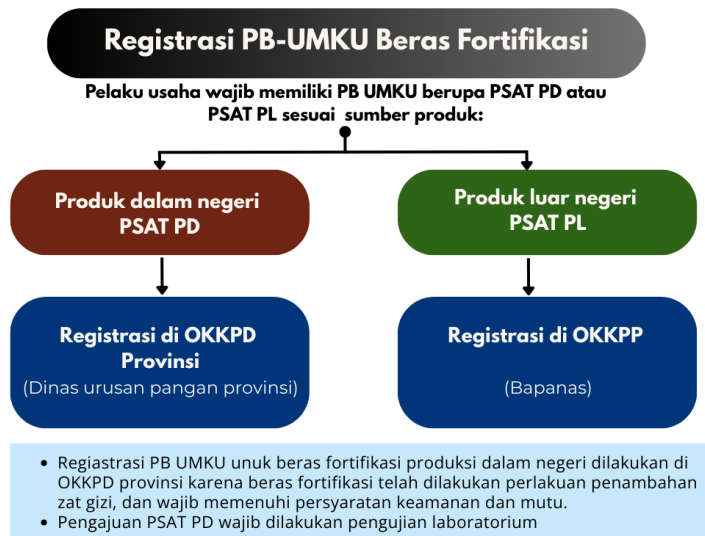 Registrasi PB-UMKU Beras Fortifikasi
Pelaku usaha wajib memiliki PB UMKU berupa PSAT PD atau
PSAT PL sesuai sumber produk:
Produk dalam negeri
PSAT PD
Produk luar negeri
PSAT PL
Registrasi di OKKPD
Provinsi
(Dinas urusan pangan provinsi)
Registrasi di OKKPP
(Bapanas)
• Regiastrasi PB UMKU unuk beras fortifikasi produksi dalam negeri dilakukan di
OKKPD provinsi karena beras fortifikasi telah dilakukan perlakuan penambahan
zat gizi, dan wajib memenuhi persyaratan keamanan dan mutu.
• Pengajuan PSAT PD wajib dilakukan pengujian laboratorium